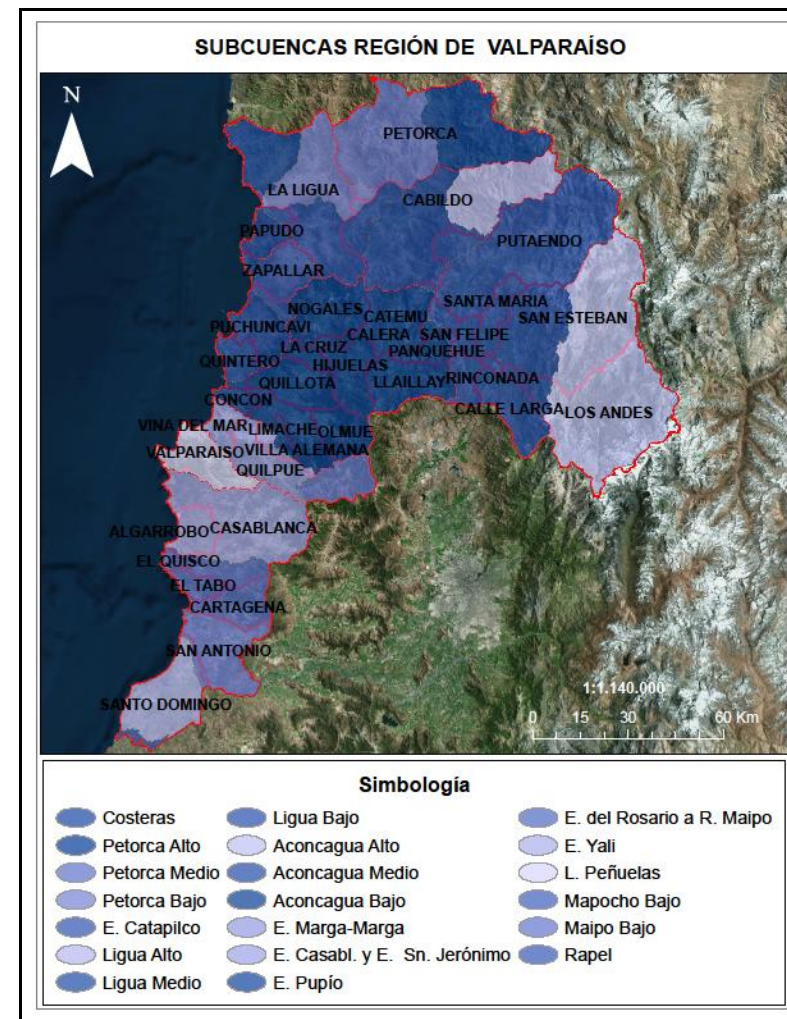 SUBCUENCAS REGIÓN DE VALPARAÍSO
N
PETORCA
LA LIGUA
CABILDO
PAPUDO
PUTAENDO
ZAPALLAR
SANTA MARIA
NOGALES
CATEMU
SAN ESTEBAN
PUCHUNCAVI
CALERA
SAN FELIPE
LA CRUZ
PANQUEHUE
QUINTERO
HIJUELAS
QUILLOTA
LLAILLAY
RINCONADA
CONCON
CALLE LARGA
LOS ANDES
VINA DEL MAR
LIMACHE
OLMUE
VALPARAISO
VILLA ALEMANA
QUILPUE
ALGARROBO
CASABLANCA
EL QUISCO
EL TABO
CARTAGENA
SAN ANTONIO
SANTO DOMINGO
1:1.140.000
0 15 30 60 Km
Simbología
Costeras
Petorca Alto
Petorca Medio
Petorca Bajo
E. Catapilco
Ligua Alto
Ligua Medio
Ligua Bajo
Aconcagua Alto
Aconcagua Medio
Aconcagua Bajo
E. Marga-Marga
E. Casabl. y E. Sn. Jerónimo
E. Pupío
E. del Rosario a R. Maipo
E. Yali
L. Peñuelas
Mapocho Bajo
Maipo Bajo
Rapel